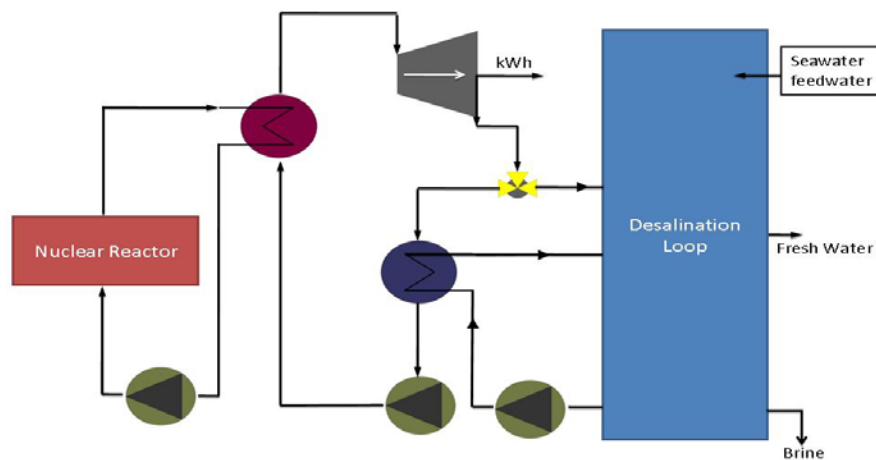 kWh
Seawater
feedwater
Nuclear Reactor
Desalination
Loop
Fresh Water
Brine